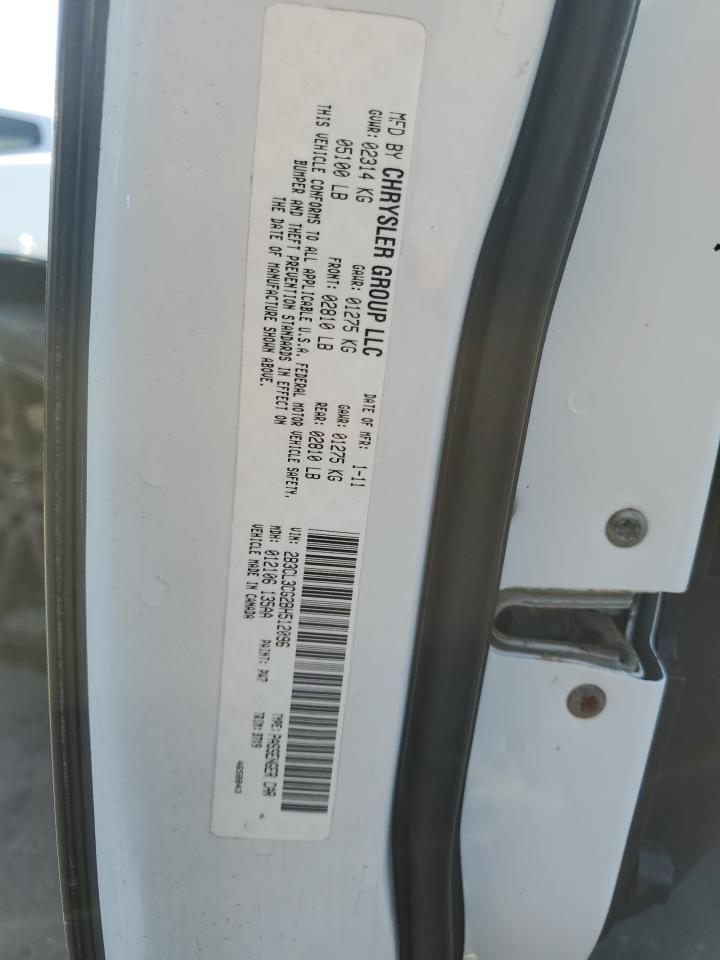 MFD BY CHRYSLER GROUP LLC
DATE OF MFR: 1-11
GVWR: 02314 KG GAWR: 01275 KG GAWR: 01275 KG
05100 LB FRONT: 02810 LB REAR: 02810 LB
THIS VEHICLE CONFORMS TO ALL APPLICABLE U.S.A. FEDERAL MOTOR VEHICLE SAFETY,
BUMPER AND THEFT PREVENTION STANDARDS IN EFFECT ON
THE DATE OF MANUFACTURE SHOWN ABOVE.
VIN: 2B3CL3CG2BH512096 TYPE: PASSENGER CAR
MDH: 012106 135AA PAINT: PW7 TRIM:
VEHICLE MADE IN CANADA
4658043